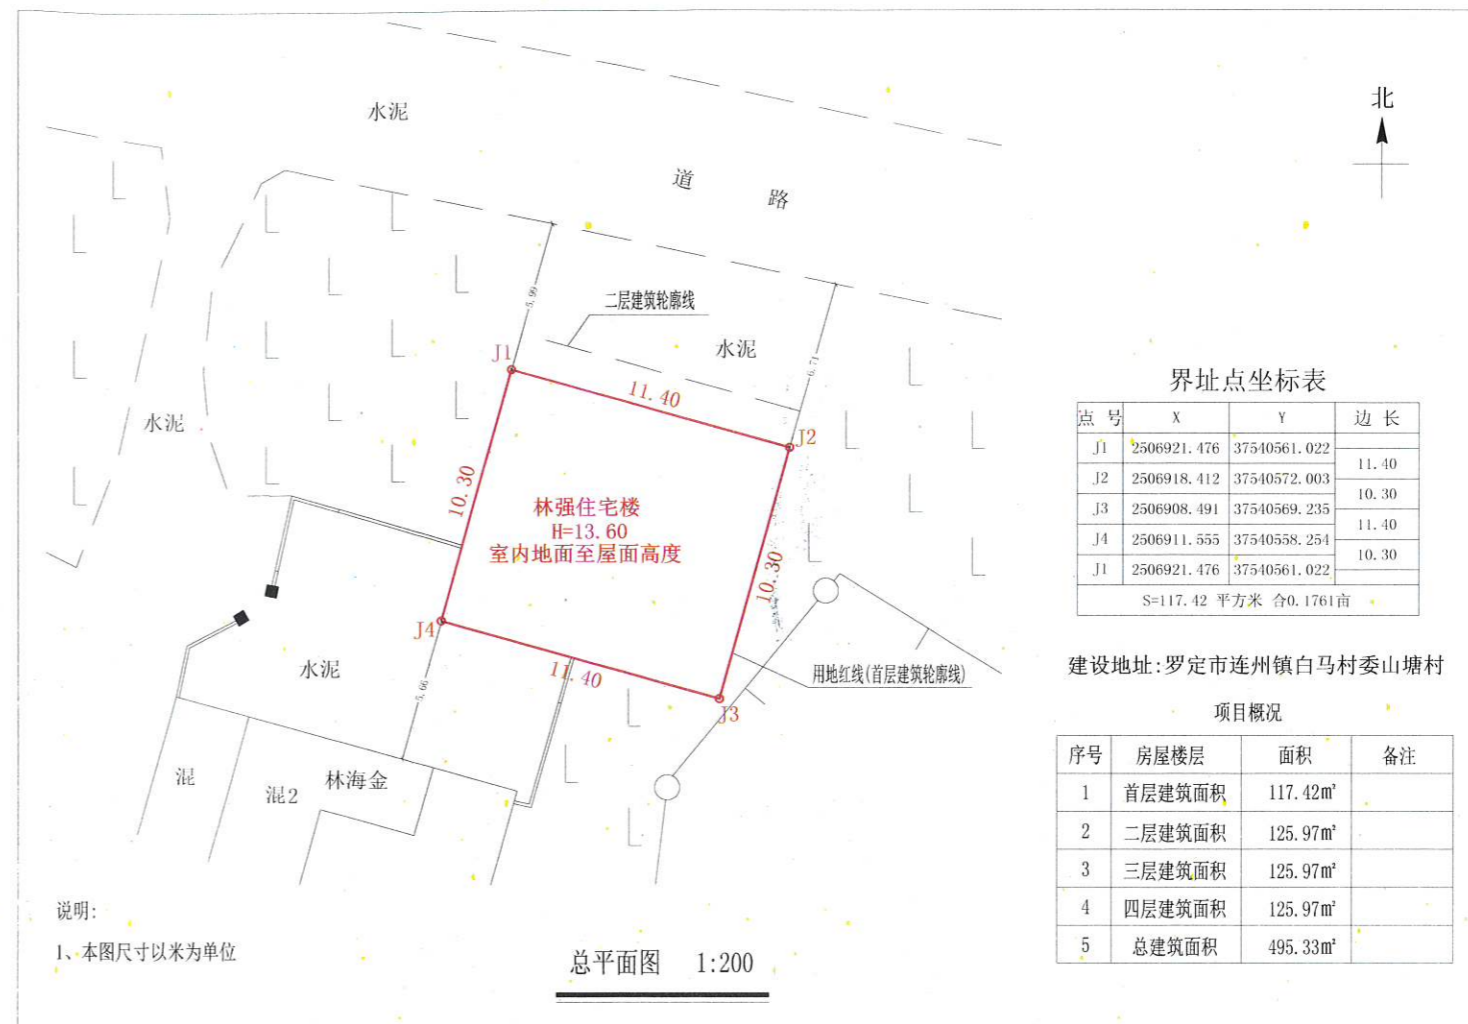 北
水泥
道 路
5.99
二层建筑轮廓线
水泥
6.71
J1
11.40
J2
水泥
10.30
林强住宅楼
H=13.60
室内地面至屋面高度
10.30
J4
11.40
J3
用地红线(首层建筑轮廓线)
水泥
5.66
混
混2
林海金
界址点坐标表
点 号 X Y 边 长
J1 2506921.476 37540561.022
11.40
J2 2506918.412 37540572.003
10.30
J3 2506908.491 37540569.235
11.40
J4 2506911.555 37540558.254
10.30
J1 2506921.476 37540561.022
S=117.42 平方米 合0.1761亩
建设地址:罗定市连州镇白马村委山塘村
项目概况
序号 房屋楼层 面积 备注
1 首层建筑面积 117.42㎡
2 二层建筑面积 125.97㎡
3 三层建筑面积 125.97㎡
4 四层建筑面积 125.97㎡
5 总建筑面积 495.33㎡
说明:
1、本图尺寸以米为单位
总平面图 1:200